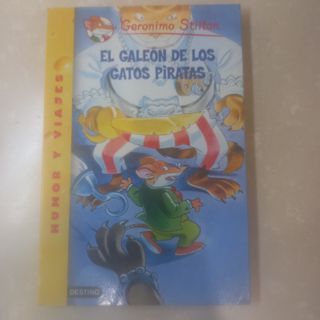 Geronimo Stilton
EL GALEÓN DE LOS
GATOS PIRATAS
HUMOR Y VIAJES
DESTINO